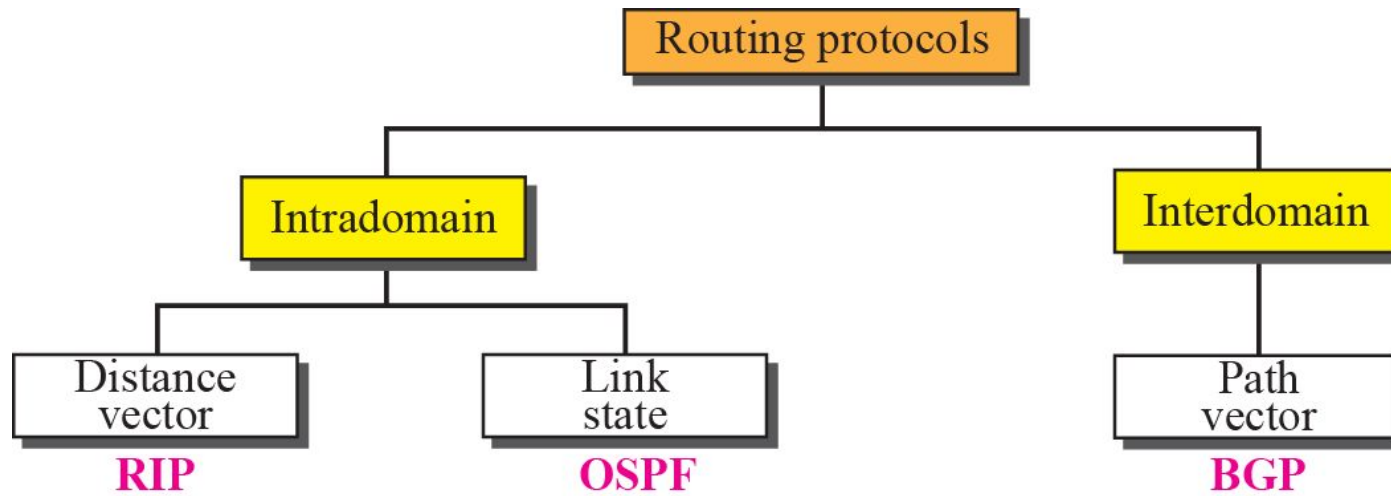 Routing protocols
Intradomain
Interdomain
Distance
vector
Link
state
Path
vector
RIP
OSPF
BGP